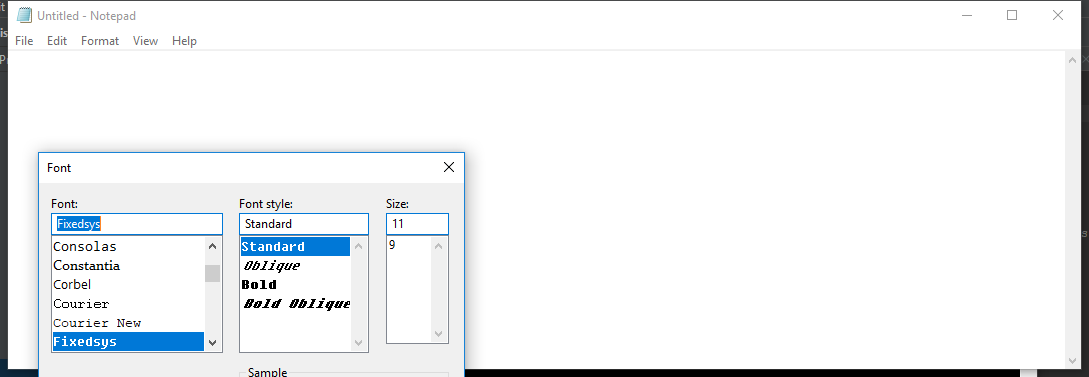 Untitled - Notepad
File Edit Format View Help
Font
Font: Font style: Size:
Fixedsys Standard 11
Consolas Standard 9
Constantia Oblique
Corbel Bold
Courier Bold Oblique
Courier New
Fixedsys
Sample